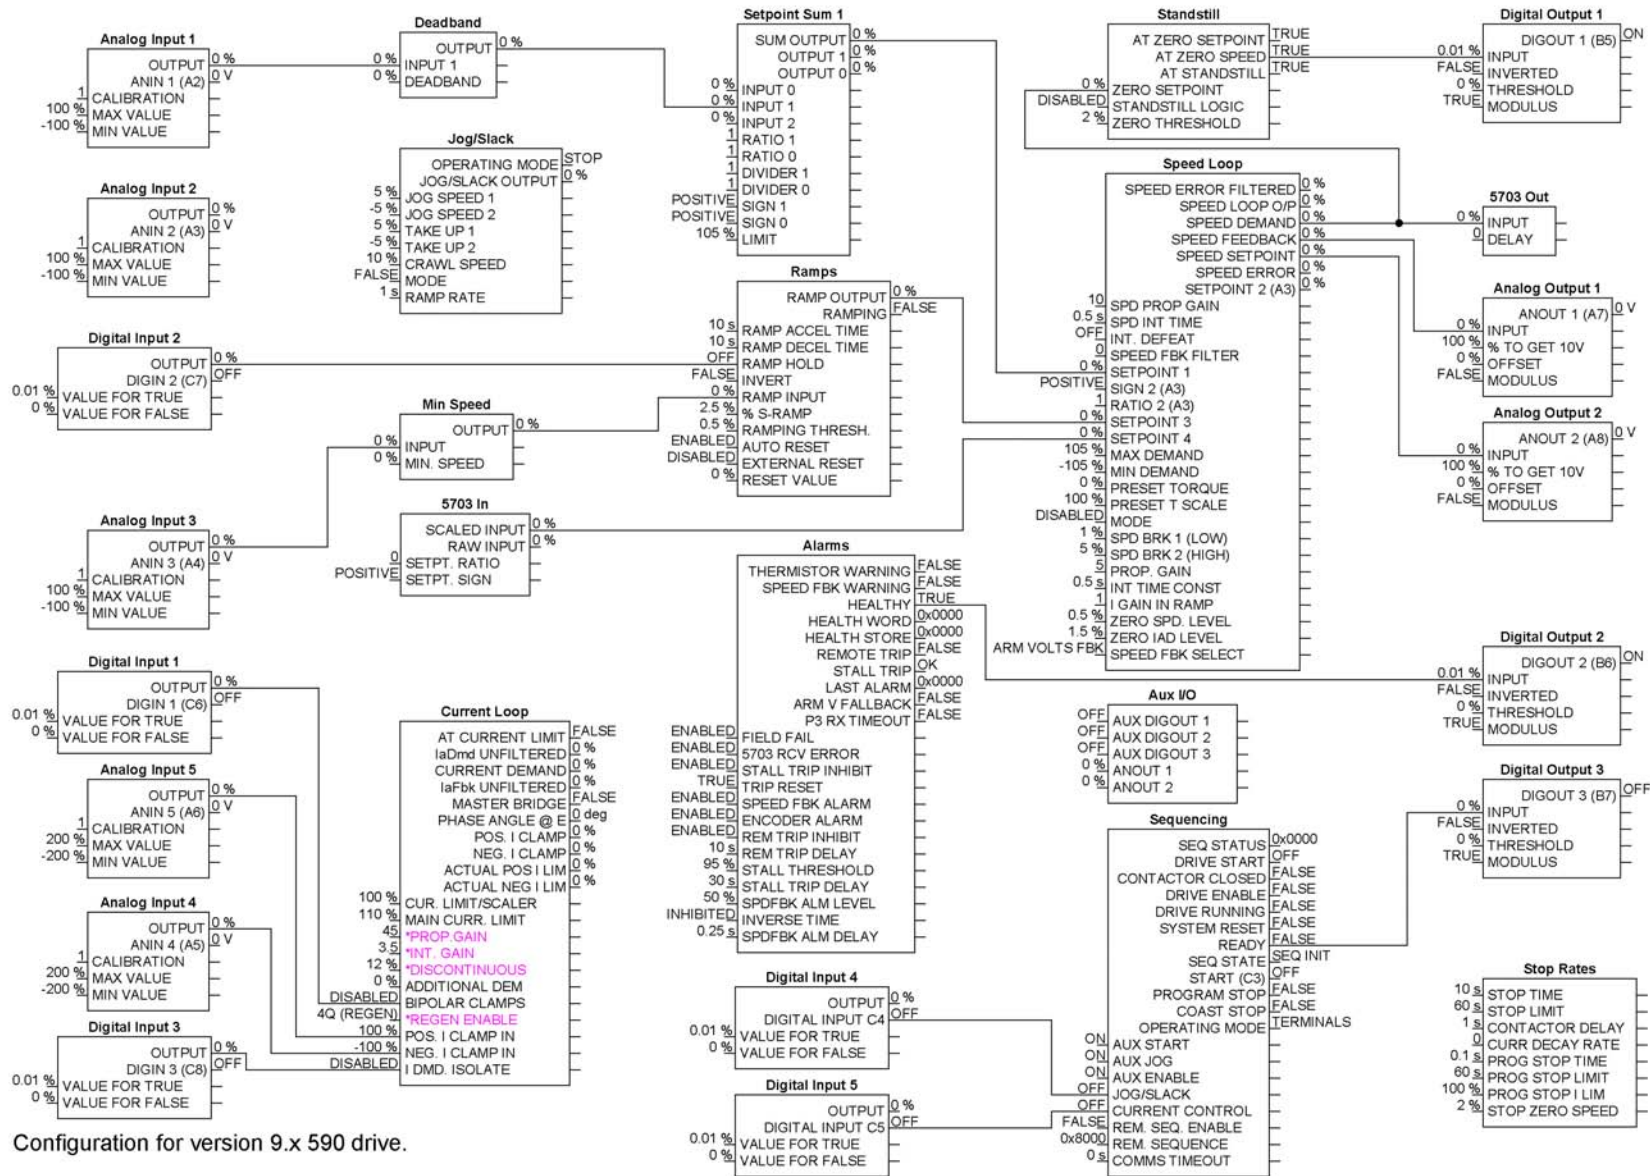 Analog Input 1
OUTPUT 0 %
ANIN 1 (A2) 0 V
1 CALIBRATION
100 % MAX VALUE
-100 % MIN VALUE
Analog Input 2
OUTPUT 0 %
ANIN 2 (A3) 0 V
1 CALIBRATION
100 % MAX VALUE
-100 % MIN VALUE
Digital Input 2
OUTPUT 0 %
DIGIN 2 (C7) OFF
0.01 % VALUE FOR TRUE
0 % VALUE FOR FALSE
Analog Input 3
OUTPUT 0 %
ANIN 3 (A4) 0 V
1 CALIBRATION
100 % MAX VALUE
-100 % MIN VALUE
Digital Input 1
OUTPUT 0 %
DIGIN 1 (C6) OFF
0.01 % VALUE FOR TRUE
0 % VALUE FOR FALSE
Analog Input 5
OUTPUT 0 %
ANIN 5 (A6) 0 V
1 CALIBRATION
200 % MAX VALUE
-200 % MIN VALUE
Analog Input 4
OUTPUT 0 %
ANIN 4 (A5) 0 V
1 CALIBRATION
200 % MAX VALUE
-200 % MIN VALUE
Digital Input 3
OUTPUT 0 %
DIGIN 3 (C8) OFF
0.01 % VALUE FOR TRUE
0 % VALUE FOR FALSE
Deadband
OUTPUT 0 %
0 % INPUT 1
0 % DEADBAND
Jog/Slack
OPERATING MODE STOP
JOG/SLACK OUTPUT 0 %
5 % JOG SPEED 1
-5 % JOG SPEED 2
5 % TAKE UP 1
-5 % TAKE UP 2
10 % CRAWL SPEED
FALSE MODE
1 s RAMP RATE
Min Speed
OUTPUT 0 %
0 % INPUT
0 % MIN. SPEED
5703 In
SCALED INPUT 0 %
RAW INPUT 0 %
0 SETPT. RATIO
POSITIVE SETPT. SIGN
Current Loop
AT CURRENT LIMIT FALSE
IaDmd UNFILTERED 0 %
CURRENT DEMAND 0 %
IaFbk UNFILTERED 0 %
MASTER BRIDGE FALSE
PHASE ANGLE @ E 0 deg
POS. I CLAMP 0 %
NEG. I CLAMP 0 %
ACTUAL POS I LIM 0 %
ACTUAL NEG I LIM 0 %
100 % CUR. LIMIT/SCALER
110 % MAIN CURR. LIMIT
45 *PROP.GAIN
3.5 *INT. GAIN
12 % *DISCONTINUOUS
0 % ADDITIONAL DEM
DISABLED BIPOLAR CLAMPS
4Q (REGEN) *REGEN ENABLE
100 % POS. I CLAMP IN
-100 % NEG. I CLAMP IN
DISABLED I DMD. ISOLATE
Setpoint Sum 1
SUM OUTPUT 0 %
OUTPUT 1 0 %
OUTPUT 0 0 %
0 % INPUT 0
0 % INPUT 1
0 % INPUT 2
1 RATIO 1
1 RATIO 0
1 DIVIDER 1
1 DIVIDER 0
POSITIVE SIGN 1
POSITIVE SIGN 0
105 % LIMIT
Ramps
RAMP OUTPUT 0 %
RAMPING FALSE
10 s RAMP ACCEL TIME
10 s RAMP DECEL TIME
OFF RAMP HOLD
FALSE INVERT
0 % RAMP INPUT
2.5 % % S-RAMP
0.5 % RAMPING THRESH.
ENABLED AUTO RESET
DISABLED EXTERNAL RESET
0 % RESET VALUE
Alarms
THERMISTOR WARNING FALSE
SPEED FBK WARNING FALSE
HEALTHY TRUE
HEALTH WORD 0x0000
HEALTH STORE 0x0000
REMOTE TRIP FALSE
STALL TRIP OK
LAST ALARM 0x0000
ARM V FALLBACK FALSE
P3 RX TIMEOUT FALSE
ENABLED FIELD FAIL
ENABLED 5703 RCV ERROR
ENABLED STALL TRIP INHIBIT
TRUE TRIP RESET
ENABLED SPEED FBK ALARM
ENABLED ENCODER ALARM
ENABLED REM TRIP INHIBIT
10 s REM TRIP DELAY
95 % STALL THRESHOLD
30 s STALL TRIP DELAY
50 % SPDFBK ALM LEVEL
INHIBITED INVERSE TIME
0.25 s SPDFBK ALM DELAY
Digital Input 4
OUTPUT 0 %
DIGITAL INPUT C4 OFF
0.01 % VALUE FOR TRUE
0 % VALUE FOR FALSE
Digital Input 5
OUTPUT 0 %
DIGITAL INPUT C5 OFF
0.01 % VALUE FOR TRUE
0 % VALUE FOR FALSE
Standstill
AT ZERO SETPOINT TRUE
AT ZERO SPEED TRUE
AT STANDSTILL TRUE
0 % ZERO SETPOINT
DISABLED STANDSTILL LOGIC
2 % ZERO THRESHOLD
Speed Loop
SPEED ERROR FILTERED 0 %
SPEED LOOP O/P 0 %
SPEED DEMAND 0 %
SPEED FEEDBACK 0 %
SPEED SETPOINT 0 %
SPEED ERROR 0 %
SETPOINT 2 (A3) 0 %
10 SPD PROP GAIN
0.5 s SPD INT TIME
OFF INT. DEFEAT
0 SPEED FBK FILTER
0 % SETPOINT 1
POSITIVE SIGN 2 (A3)
1 RATIO 2 (A3)
0 % SETPOINT 3
0 % SETPOINT 4
105 % MAX DEMAND
-105 % MIN DEMAND
0 % PRESET TORQUE
100 % PRESET T SCALE
DISABLED MODE
1 % SPD BRK 1 (LOW)
5 % SPD BRK 2 (HIGH)
5 PROP. GAIN
0.5 s INT TIME CONST
1 I GAIN IN RAMP
0.5 % ZERO SPD. LEVEL
1.5 % ZERO IAD LEVEL
ARM VOLTS FBK SPEED FBK SELECT
Aux I/O
OFF AUX DIGOUT 1
OFF AUX DIGOUT 2
OFF AUX DIGOUT 3
0 % ANOUT 1
0 % ANOUT 2
Sequencing
SEQ STATUS 0x0000
DRIVE START OFF
CONTACTOR CLOSED FALSE
DRIVE ENABLE FALSE
DRIVE RUNNING FALSE
SYSTEM RESET FALSE
READY FALSE
SEQ STATE SEQ INIT
START (C3) OFF
PROGRAM STOP FALSE
COAST STOP FALSE
OPERATING MODE TERMINALS
ON AUX START
ON AUX JOG
ON AUX ENABLE
OFF JOG/SLACK
OFF CURRENT CONTROL
FALSE REM. SEQ. ENABLE
0x8000 REM. SEQUENCE
0 s COMMS TIMEOUT
Digital Output 1
DIGOUT 1 (B5) ON
0.01 % INPUT
FALSE INVERTED
0 % THRESHOLD
TRUE MODULUS
5703 Out
0 % INPUT
0 DELAY
Analog Output 1
ANOUT 1 (A7) 0 V
0 % INPUT
100 % % TO GET 10V
0 % OFFSET
FALSE MODULUS
Analog Output 2
ANOUT 2 (A8) 0 V
0 % INPUT
100 % % TO GET 10V
0 % OFFSET
FALSE MODULUS
Digital Output 2
DIGOUT 2 (B6) ON
0.01 % INPUT
FALSE INVERTED
0 % THRESHOLD
TRUE MODULUS
Digital Output 3
DIGOUT 3 (B7) OFF
0 % INPUT
FALSE INVERTED
0 % THRESHOLD
TRUE MODULUS
Stop Rates
10 s STOP TIME
60 s STOP LIMIT
1 s CONTACTOR DELAY
0 CURR DECAY RATE
0.1 s PROG STOP TIME
60 s PROG STOP LIMIT
100 % PROG STOP I LIM
2 % STOP ZERO SPEED
Configuration for version 9.x 590 drive.